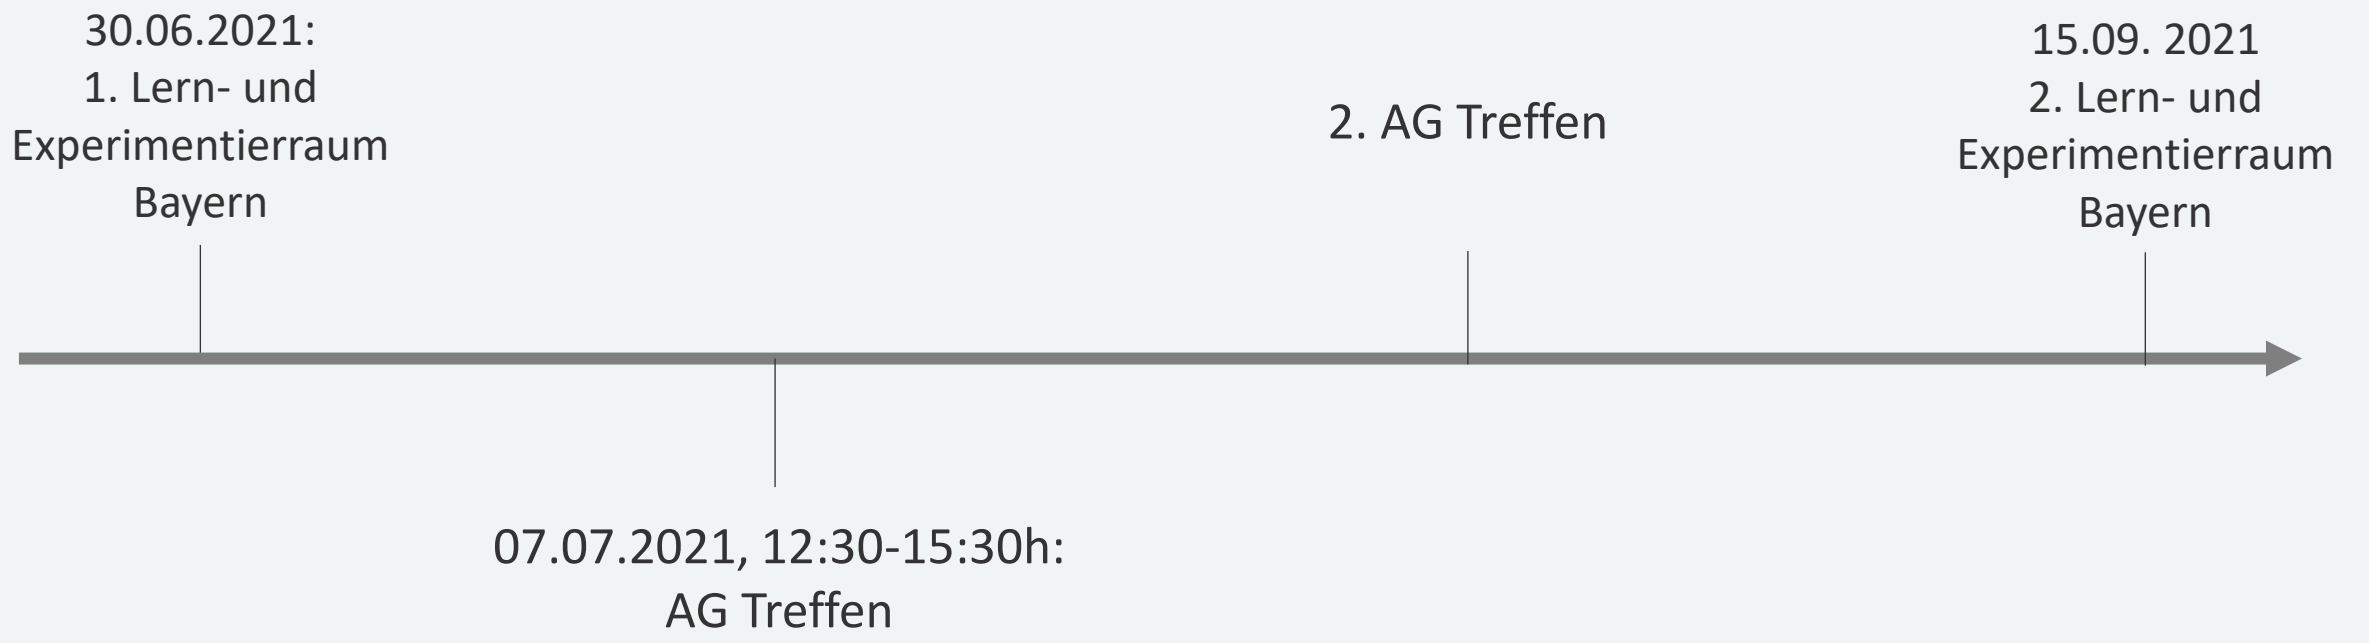 30.06.2021:
1. Lern- und
Experimentierraum
Bayern
07.07.2021, 12:30-15:30h:
AG Treffen
2. AG Treffen
15.09. 2021
2. Lern- und
Experimentierraum
Bayern